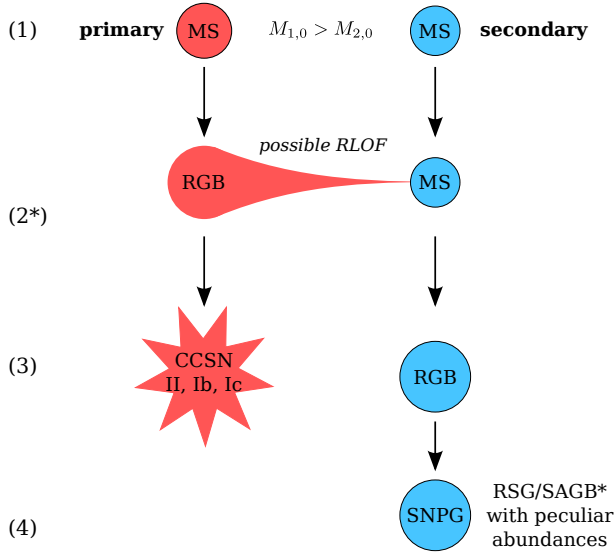 (1) primary MS M1,0 > M2,0 MS secondary
possible RLOF
RGB MS
(2*)
(3)
CCSN
II, Ib, Ic
RGB
(4)
SNPG
RSG/SAGB*
with peculiar
abundances